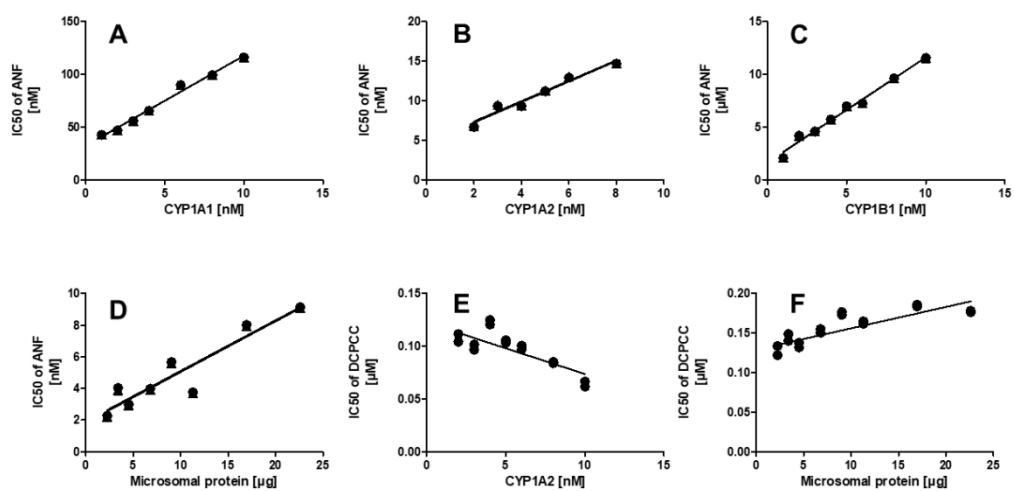 A
IC50 of ANF
[nM]
150
100
50
0
0 5 10 15
CYP1A1 [nM]
B
IC50 of ANF
[nM]
20
15
10
5
0
0 2 4 6 8 10
CYP1A2 [nM]
C
IC50 of ANF
[µM]
15
10
5
0
0 5 10 15
CYP1B1 [nM]
D
IC50 of ANF
[nM]
10
8
6
4
2
0
0 5 10 15 20 25
Microsomal protein [µg]
E
IC50 of DCPCC
[µM]
0.15
0.10
0.05
0.00
0 5 10 15
CYP1A2 [nM]
F
IC50 of DCPCC
[µM]
0.20
0.15
0.10
0.05
0.00
0 5 10 15 20 25
Microsomal protein [µg]